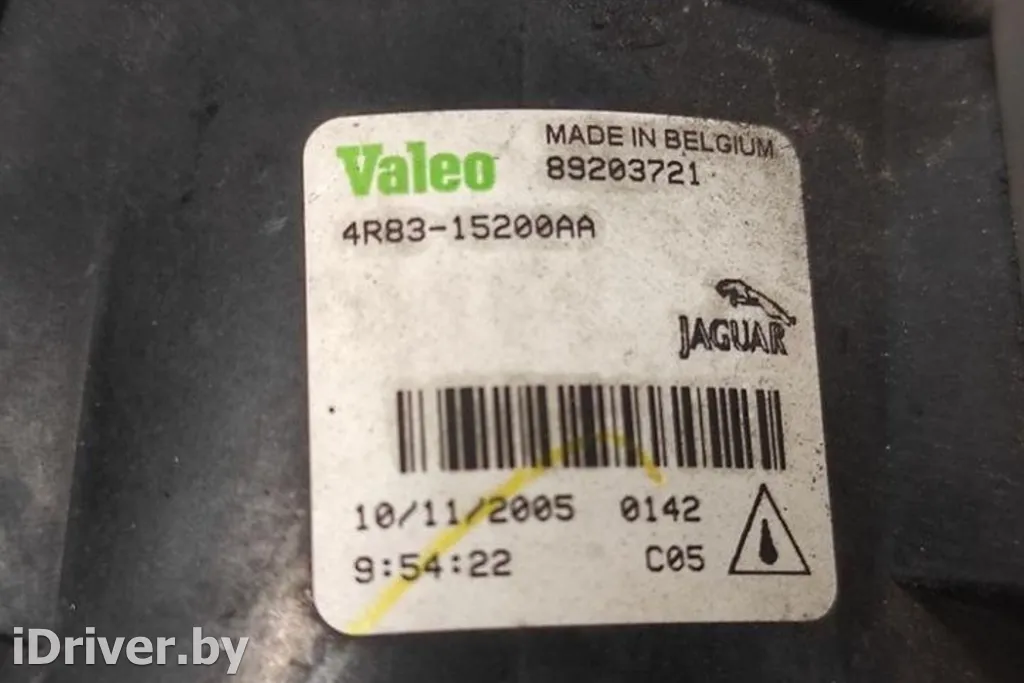 Valeo MADE IN BELGIUM
89203721
4R83-15200AA
JAGUAR
10/11/2005 0142
9:54:22 C05
iDriver.by